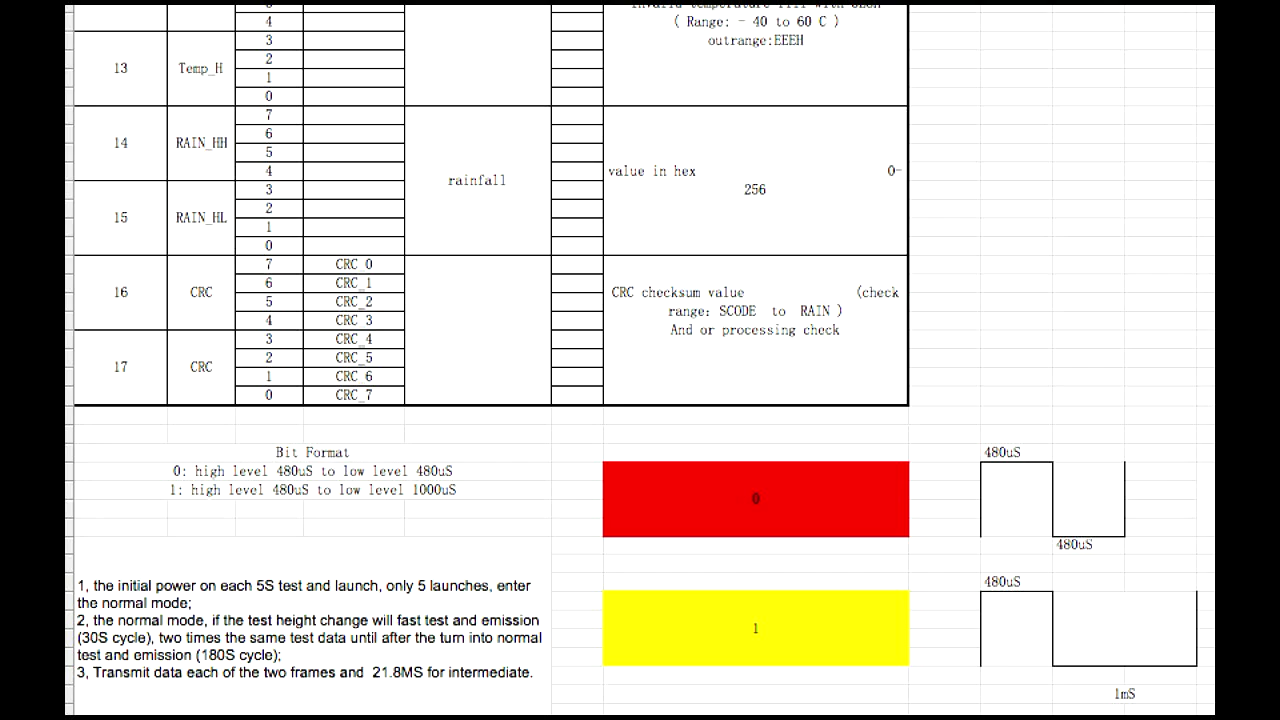 4
( Range: - 40 to 60 C )
3
outrange:EEEH
13
Temp_H
2
1
0
7
14
RAIN_HH
6
5
4
value in hex 0-
rainfall
3
256
15
RAIN_HL
2
1
0
7 CRC 0
16
CRC
6 CRC_1
CRC checksum value (check
5 CRC_2
range: SCODE to RAIN )
4 CRC 3
And or processing check
3 CRC_4
17
CRC
2 CRC_5
1 CRC 6
0 CRC_7
Bit Format
0: high level 480uS to low level 480uS
1: high level 480uS to low level 1000uS
480uS
0
480uS
1, the initial power on each 5S test and launch, only 5 launches, enter
the normal mode;
2, the normal mode, if the test height change will fast test and emission
(30S cycle), two times the same test data until after the turn into normal
test and emission (180S cycle);
3, Transmit data each of the two frames and 21.8MS for intermediate.
480uS
1
1mS